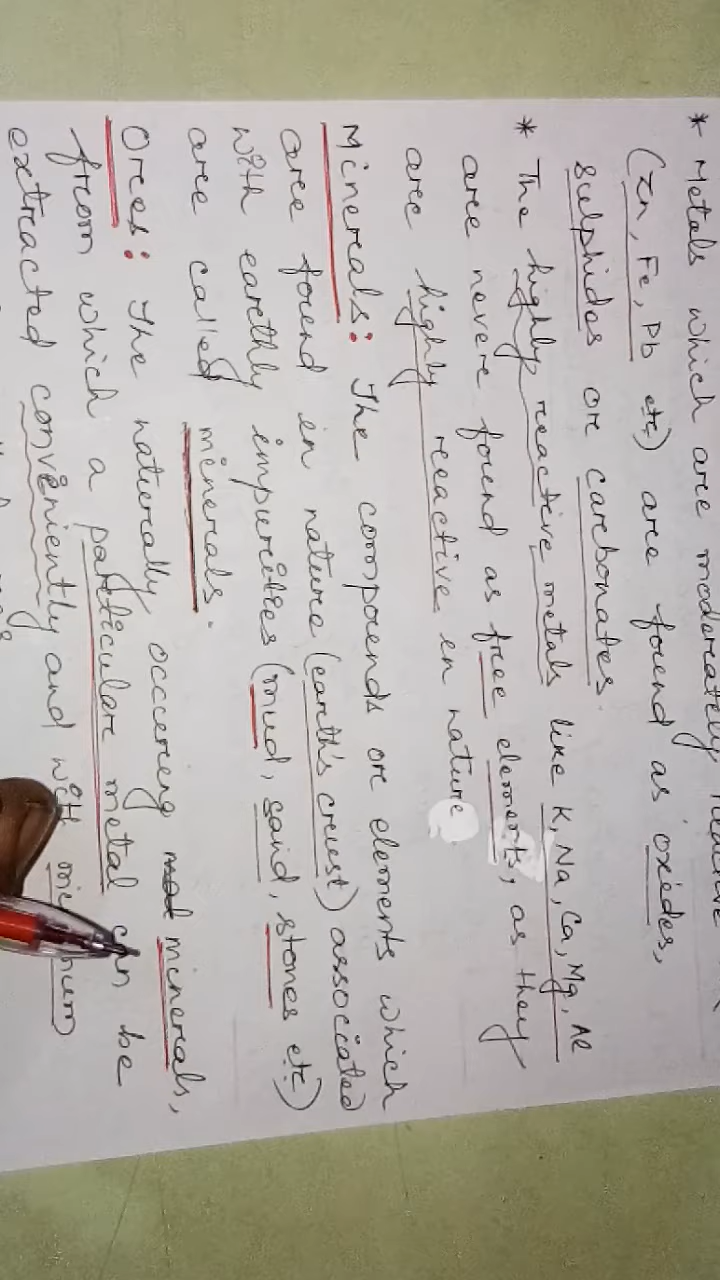 * Metals which are moderately
(Zn, Fe, Pb etc) are found as oxides,
sulphides or carbonates.
* The highly reactive metals like K, Na, Ca, Mg, Al
are never found as free elements, as they
are highly reactive in nature
Minerals: The compounds or elements which
are found in nature (earth's crust) associated
with earthly impurities (mud, sand, stones etc)
are called minerals.
Ores: The naturally occuring minerals,
from which a particular metal can be
extracted conveniently and with